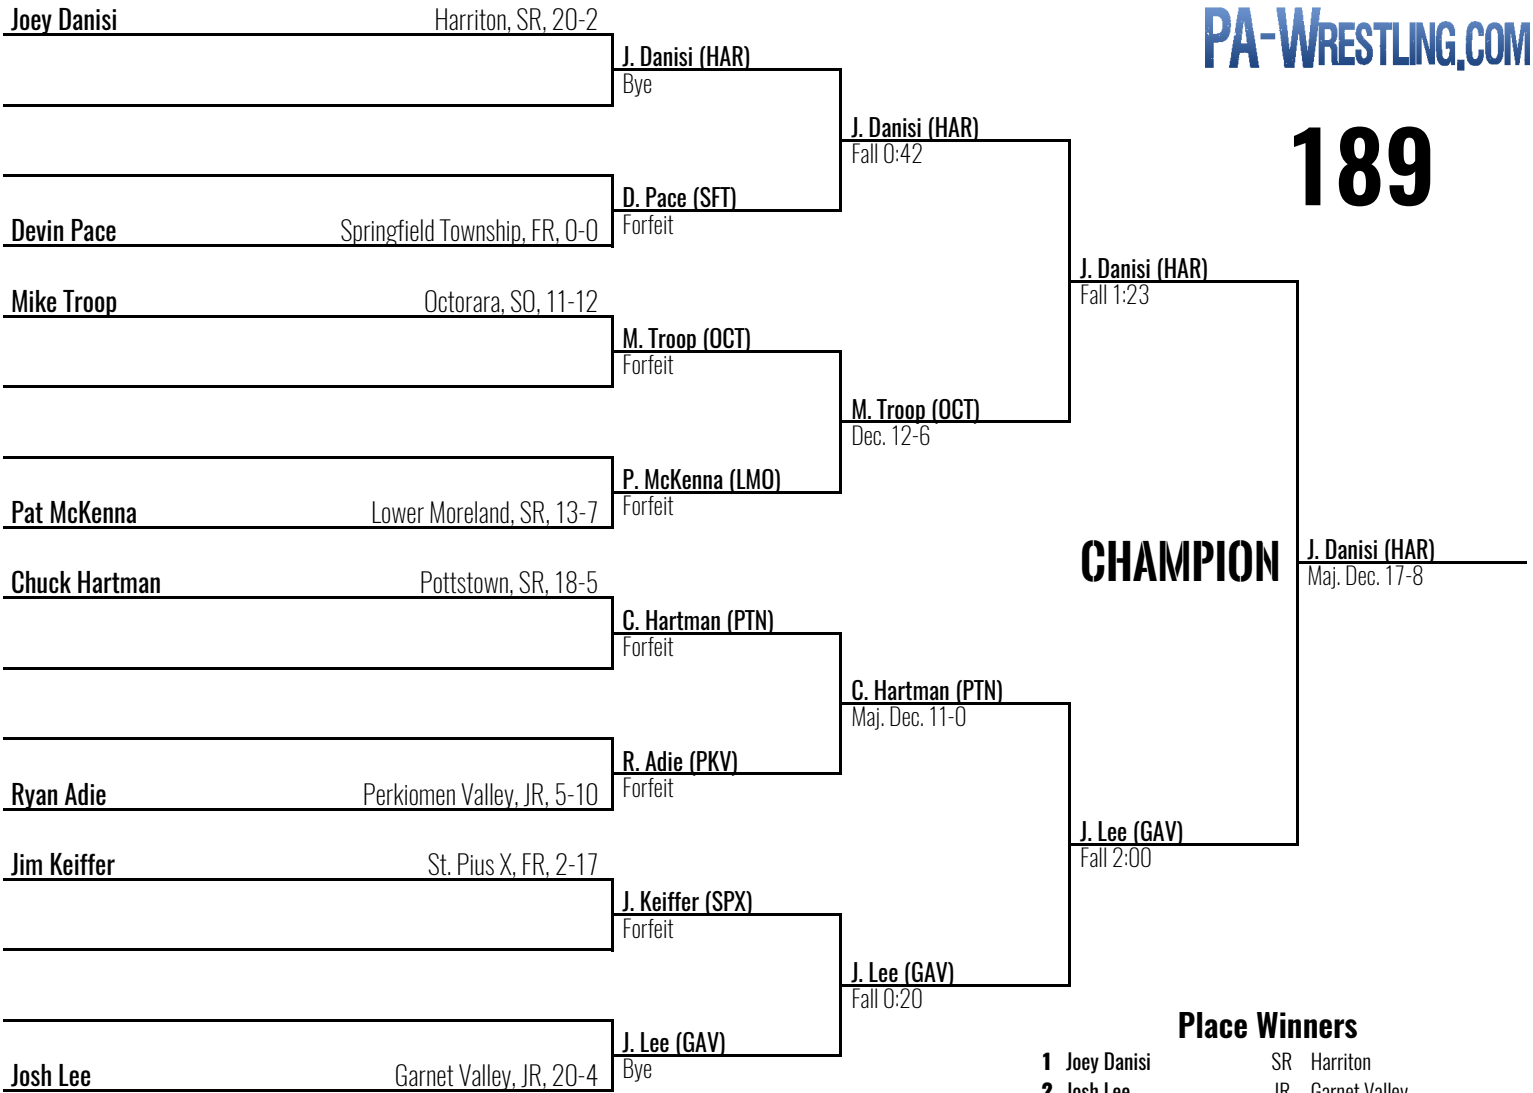 Joey Danisi Harriton, SR, 20-2
PA-WRESTLING.COM
J. Danisi (HAR)
Bye
J. Danisi (HAR)
Fall 0:42
189
D. Pace (SFT)
Forfeit
Devin Pace Springfield Township, FR, 0-0
J. Danisi (HAR)
Fall 1:23
Mike Troop Octorara, SO, 11-12
M. Troop (OCT)
Forfeit
M. Troop (OCT)
Dec. 12-6
P. McKenna (LMO)
Forfeit
Pat McKenna Lower Moreland, SR, 13-7
CHAMPION
J. Danisi (HAR)
Maj. Dec. 17-8
Chuck Hartman Pottstown, SR, 18-5
C. Hartman (PTN)
Forfeit
C. Hartman (PTN)
Maj. Dec. 11-0
R. Adie (PKV)
Forfeit
Ryan Adie Perkiomen Valley, JR, 5-10
J. Lee (GAV)
Fall 2:00
Jim Keiffer St. Pius X, FR, 2-17
J. Keiffer (SPX)
Forfeit
J. Lee (GAV)
Fall 0:20
J. Lee (GAV)
Bye
Josh Lee Garnet Valley, JR, 20-4
Place Winners
1 Joey Danisi SR Harriton
2 Josh Lee JR Garnet Valley